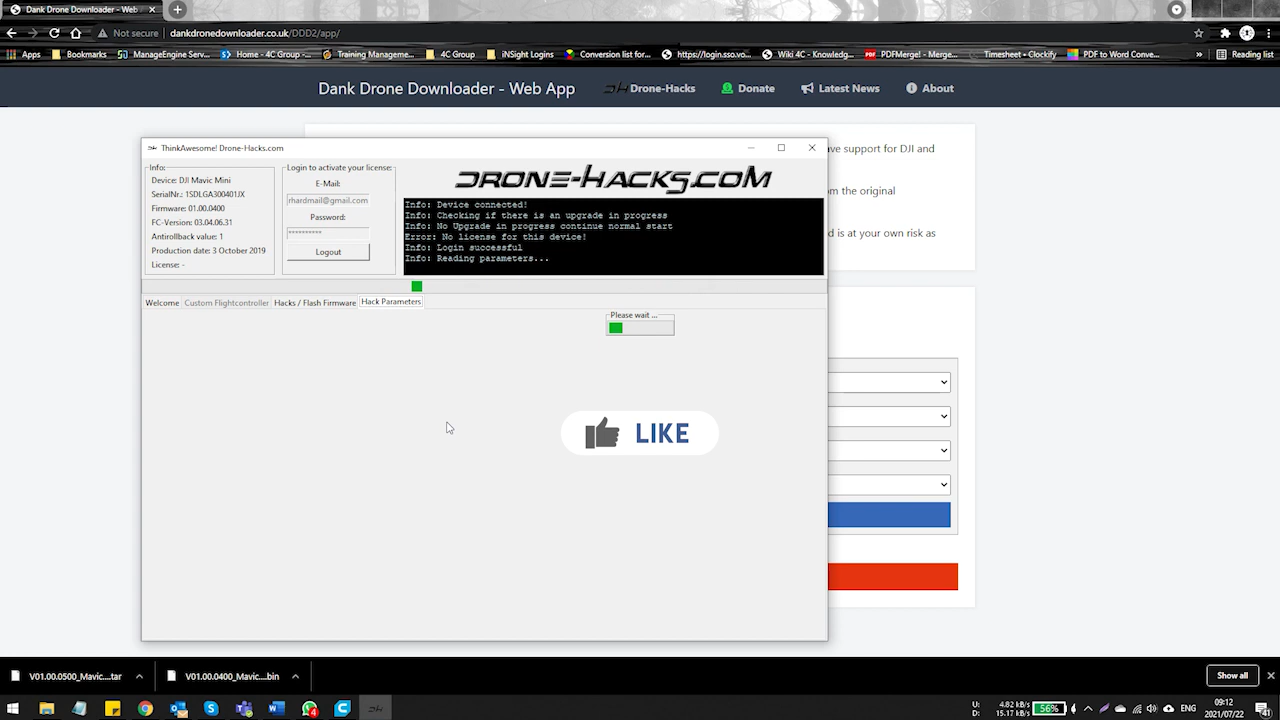 Dank Drone Downloader - Web
Not secure
dankdronedownloader.co.uk/DDD2/app/
Apps
Bookmarks
ManageEngine Serv...
Home - 4C Group -...
Training Manageme...
4C Group
iNSight Logins
Conversion list for...
https://login.sso.vo...
Wiki 4C - Knowledg...
PDFMerge! - Merge...
Timesheet - Clockify
PDF to Word Conve...
»
Reading list
Dank Drone Downloader - Web App
Drone-Hacks
Donate
Latest News
About
ThinkAwesome! Drone-Hacks.com
ave support for DJI and
om the original
d is at your own risk as
Info:
Device: DJI Mavic Mini
SerialNr.: 1SDLGA300401JX
Firmware: 01.00.0400
FC-Version: 03.04.06.31
Antirollback value: 1
Production date: 3 October 2019
License: -
Login to activate your license:
E-Mail:
rhardmail@gmail.com
Password:
**********
Logout
DRONE-HACKS.COM
Info: Device connected!
Info: Checking if there is an upgrade in progress
Info: No Upgrade in progress continue normal start
Error: No license for this device!
Info: Login successful
Info: Reading parameters...
Welcome
Custom Flightcontroller
Hacks / Flash Firmware
Hack Parameters
Please wait ...
LIKE
V01.00.0500_Mavic....tar
V01.00.0400_Mavic....bin
Show all
4
U: 4.82 kB/s
D: 15.17 kB/s
56%
ENG
09:12
2021/07/22
41